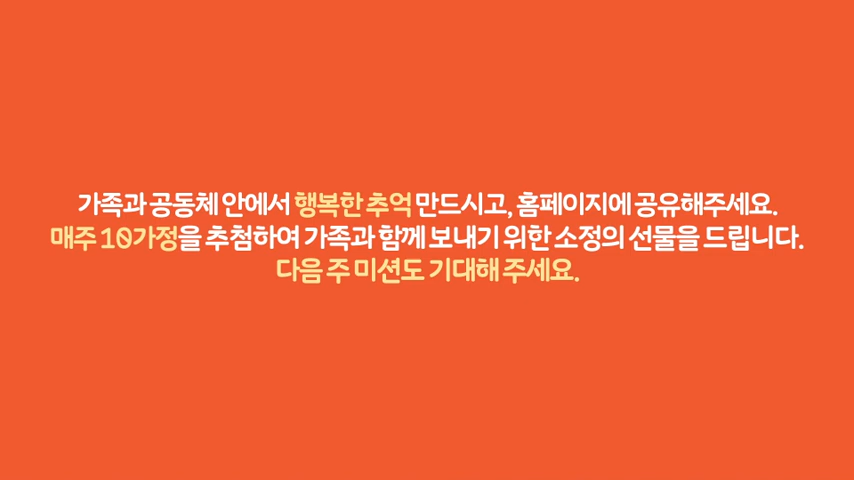 가족과 공동체 안에서 행복한 추억 만드시고, 홈페이지에 공유해주세요.
매주 10가정을 추첨하여 가족과 함께 보내기 위한 소정의 선물을 드립니다.
다음 주 미션도 기대해 주세요.